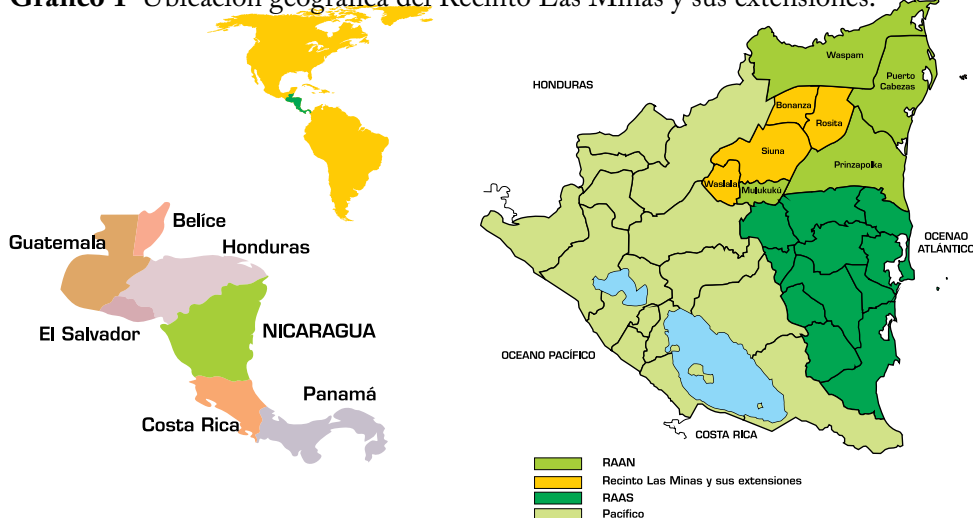 Gráfico 1 Ubicación geográfica del Recinto Las Minas y sus extensiones.
Guatemala
Belíce
Honduras
El Salvador
NICARAGUA
Costa Rica
Panamá
HONDURAS
Waspam
Puerto
Cabezas
Bonanza
Rosita
Siuna
Prinzapolka
Waslala
Mulukukú
OCENAO
ATLÁNTICO
OCEANO PACÍFICO
COSTA RICA
RAAN
Recinto Las Minas y sus extensiones
RAAS
Pacífico